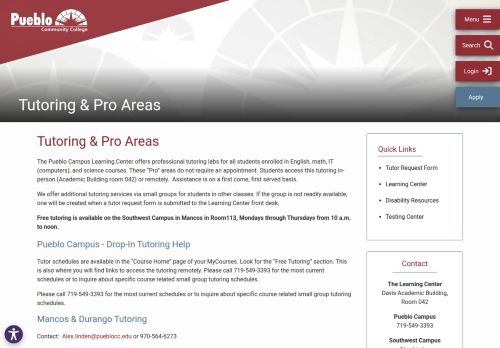 Pueblo
Community College
Menu
Search
Login
Apply
Tutoring & Pro Areas
Tutoring & Pro Areas
The Pueblo Campus Learning Center offers professional tutoring labs for all students enrolled in English, math, IT
(computers), and science courses. These "Pro" areas do not require an appointment. Students access this tutoring in-
person (Academic Building room 042) or remotely.  Assistance is on a first come, first served basis.
We offer additional tutoring services via small groups for students in other classes. If the group is not readily available,
one will be created when a tutor request form is submitted to the Learning Center front desk.
Free tutoring is available on the Southwest Campus in Mancos in Room113, Mondays through Thursdays from 10 a.m.
to noon.
Pueblo Campus - Drop-In Tutoring Help
Tutor schedules are available in the "Course Home" page of your MyCourses. Look for the "Free Tutoring" section. This
is also where you will find links to access the tutoring remotely. Please call 719-549-3393 for the most current
schedules or to inquire about specific course related small group tutoring schedules.
Please call 719-549-3393 for the most current schedules or to inquire about specific course related small group tutoring
schedules.
Mancos & Durango Tutoring
Contact:  Alex.linden@pueblocc.edu or 970-564-6273
Quick Links
Tutor Request Form
Learning Center
Disability Resources
Testing Center
Contact
The Learning Center
Davis Academic Building,
Room 042
Pueblo Campus
719-549-3393
Southwest Campus